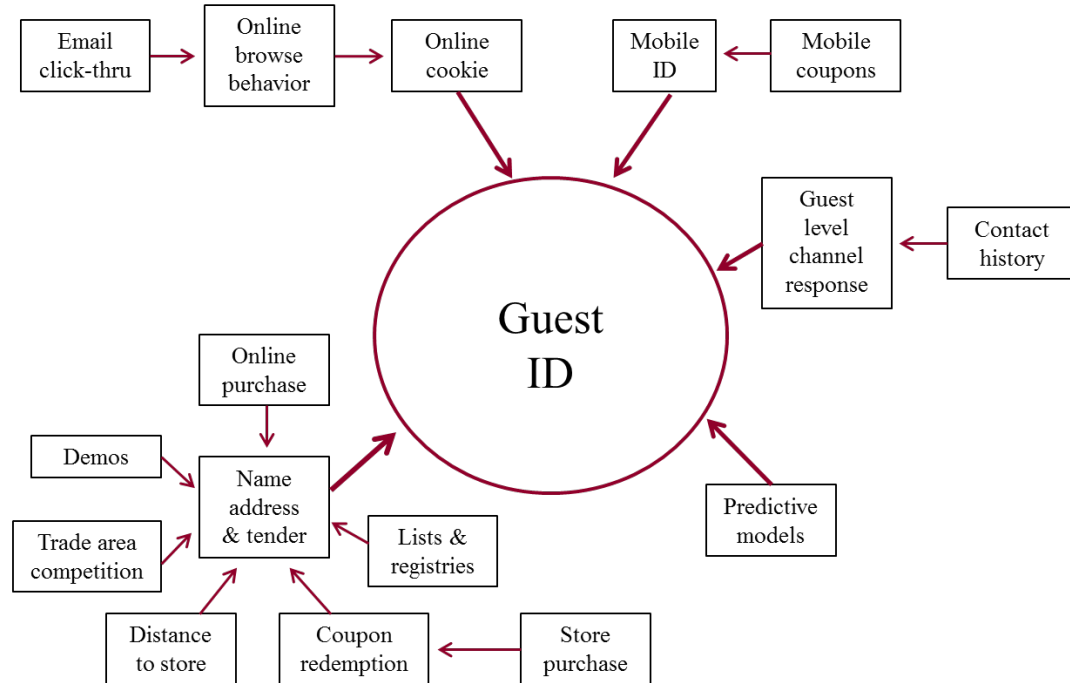 Email
click-thru
Online
browse
behavior
Online
cookie
Mobile
ID
Mobile
coupons
Guest
level
channel
response
Contact
history
Guest
ID
Online
purchase
Demos
Name
address
& tender
Trade area
competition
Lists &
registries
Predictive
models
Distance
to store
Coupon
redemption
Store
purchase